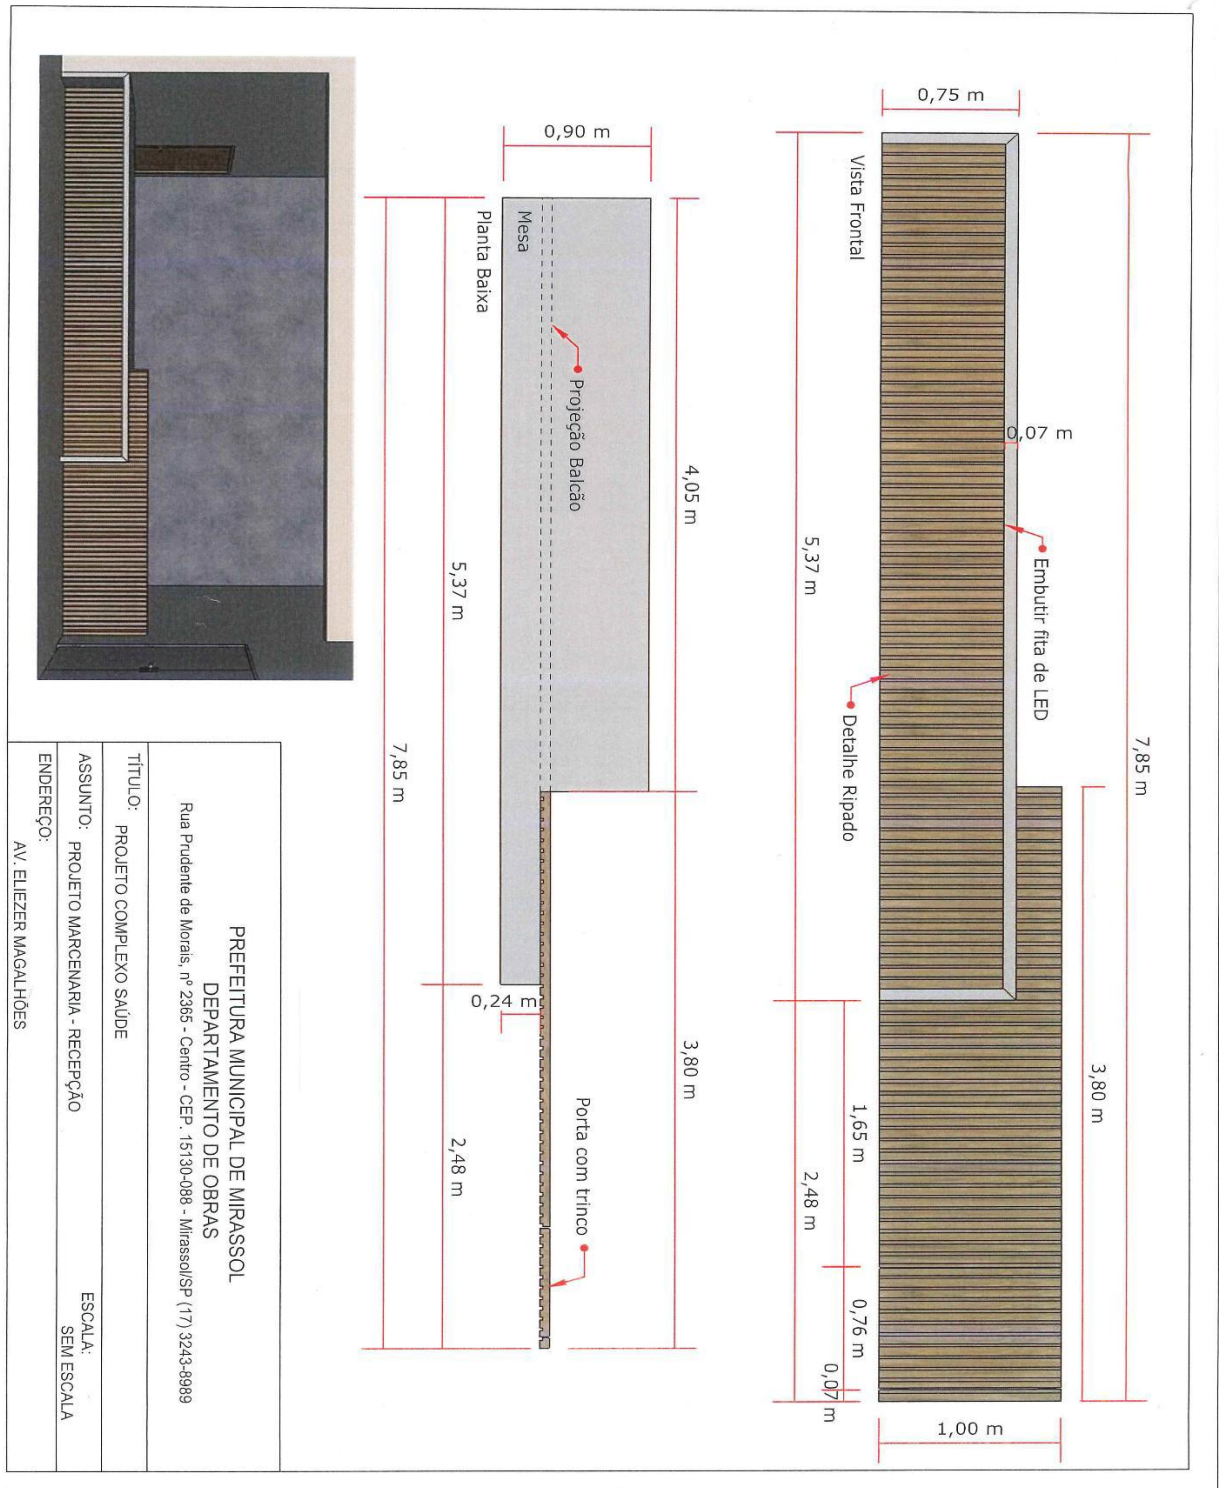 7,85 m
3,80 m
0,75 m
0,07 m
Embutir fita de LED
Detalhe Ripado
1,00 m
Vista Frontal
5,37 m
1,65 m
0,76 m
0,07 m
2,48 m
4,05 m
3,80 m
0,90 m
Projeção Balcão
Porta com trinco
Mesa
0,24 m
Planta Baixa
5,37 m
2,48 m
7,85 m
PREFEITURA MUNICIPAL DE MIRASSOL
DEPARTAMENTO DE OBRAS
Rua Prudente de Morais, nº 2365 - Centro - CEP. 15130-088 - Mirassol/SP (17) 3243-8989
TÍTULO: PROJETO COMPLEXO SAÚDE
ASSUNTO: PROJETO MARCENARIA - RECEPÇÃO
ESCALA: SEM ESCALA
ENDEREÇO:
AV. ELIEZER MAGALHÕES